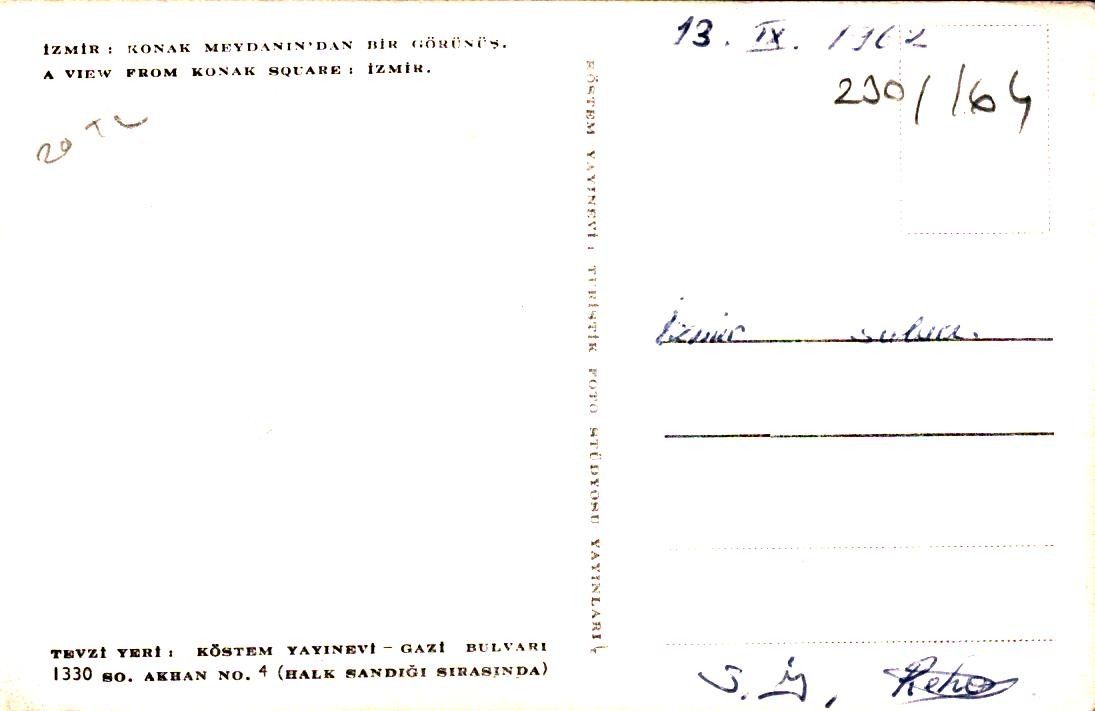 İZMİR : KONAK MEYDANIN'DAN BİR GÖRÜNÜŞ.
A VIEW FROM KONAK SQUARE : İZMİR.
20 TL
TEVZİ YERİ : KÖSTEM YAYINEVİ - GAZİ BULVARI
1330 SO. AKHAN NO. 4 (HALK SANDIĞI SIRASINDA)
KÖSTEM YAYINEVİ : TURİSTİK FOTO STÜDYOSU YAYINLARI
13. IX. 1962
230/164
İzmir